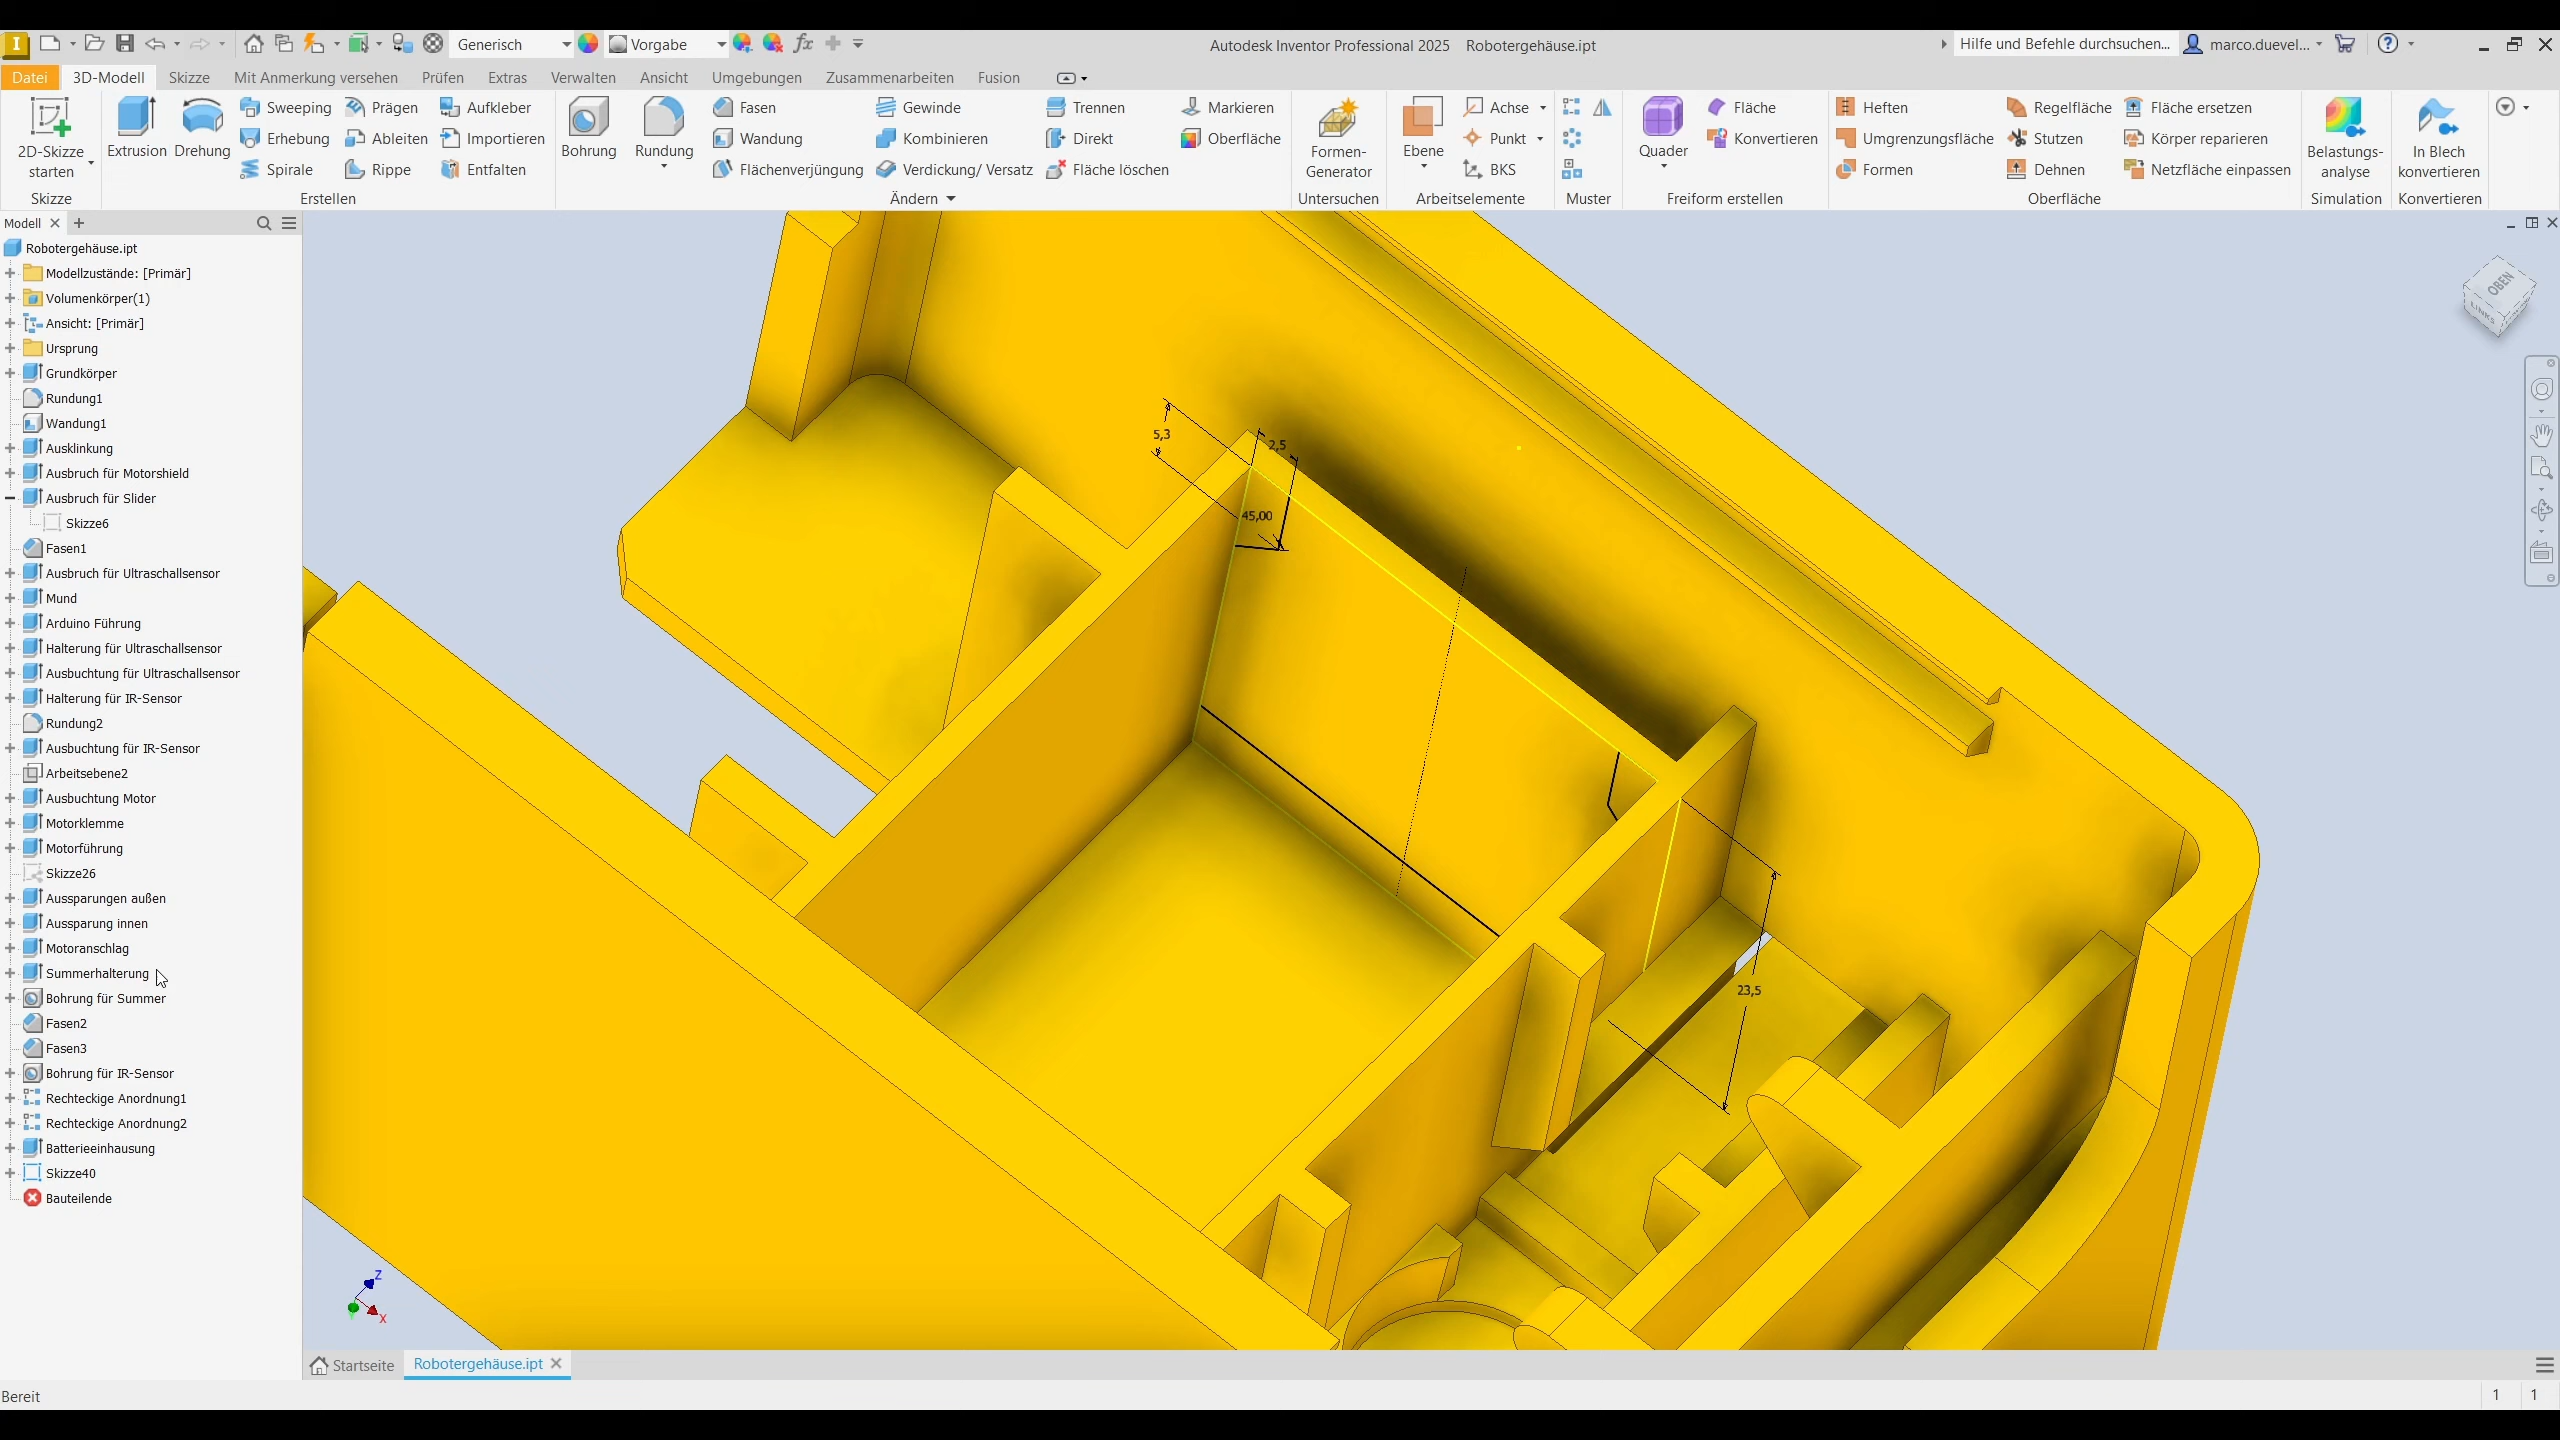 Generisch
Vorgabe
fx
Autodesk Inventor Professional 2025 Robotergehäuse.ipt
Hilfe und Befehle durchsuchen...
marco.duevel...
Datei 3D-Modell Skizze Mit Anmerkung versehen Prüfen Extras Verwalten Ansicht Umgebungen Zusammenarbeiten Fusion
2D-Skizze starten
Skizze
Extrusion
Drehung
Sweeping
Erhebung
Spirale
Prägen
Ableiten
Rippe
Aufkleber
Importieren
Entfalten
Erstellen
Bohrung
Rundung
Fasen
Wandung
Flächenverjüngung
Gewinde
Kombinieren
Verdickung/ Versatz
Trennen
Direkt
Fläche löschen
Markieren
Oberfläche
Ändern
Formen-Generator
Untersuchen
Ebene
Achse
Punkt
BKS
Arbeitselemente
Muster
Quader
Fläche
Konvertieren
Freiform erstellen
Heften
Umgrenzungsfläche
Formen
Regelfläche
Stutzen
Dehnen
Fläche ersetzen
Körper reparieren
Netzfläche einpassen
Oberfläche
Belastungs-analyse
Simulation
In Blech konvertieren
Konvertieren
Modell
Robotergehäuse.ipt
Modellzustände: [Primär]
Volumenkörper(1)
Ansicht: [Primär]
Ursprung
Grundkörper
Rundung1
Wandung1
Ausklinkung
Ausbruch für Motorshield
Ausbruch für Slider
Skizze6
Fasen1
Ausbruch für Ultraschallsensor
Mund
Arduino Führung
Halterung für Ultraschallsensor
Ausbuchtung für Ultraschallsensor
Halterung für IR-Sensor
Rundung2
Ausbuchtung für IR-Sensor
Arbeitsebene2
Ausbuchtung Motor
Motorklemme
Motorführung
Skizze26
Aussparungen außen
Aussparung innen
Motoranschlag
Summerhalterung
Bohrung für Summer
Fasen2
Fasen3
Bohrung für IR-Sensor
Rechteckige Anordnung1
Rechteckige Anordnung2
Batterieeinhausung
Skizze40
Bauteilende
5,3
2,5
45,00
23,5
OBEN
LINKS
Z
X
Startseite
Robotergehäuse.ipt
Bereit
1 1